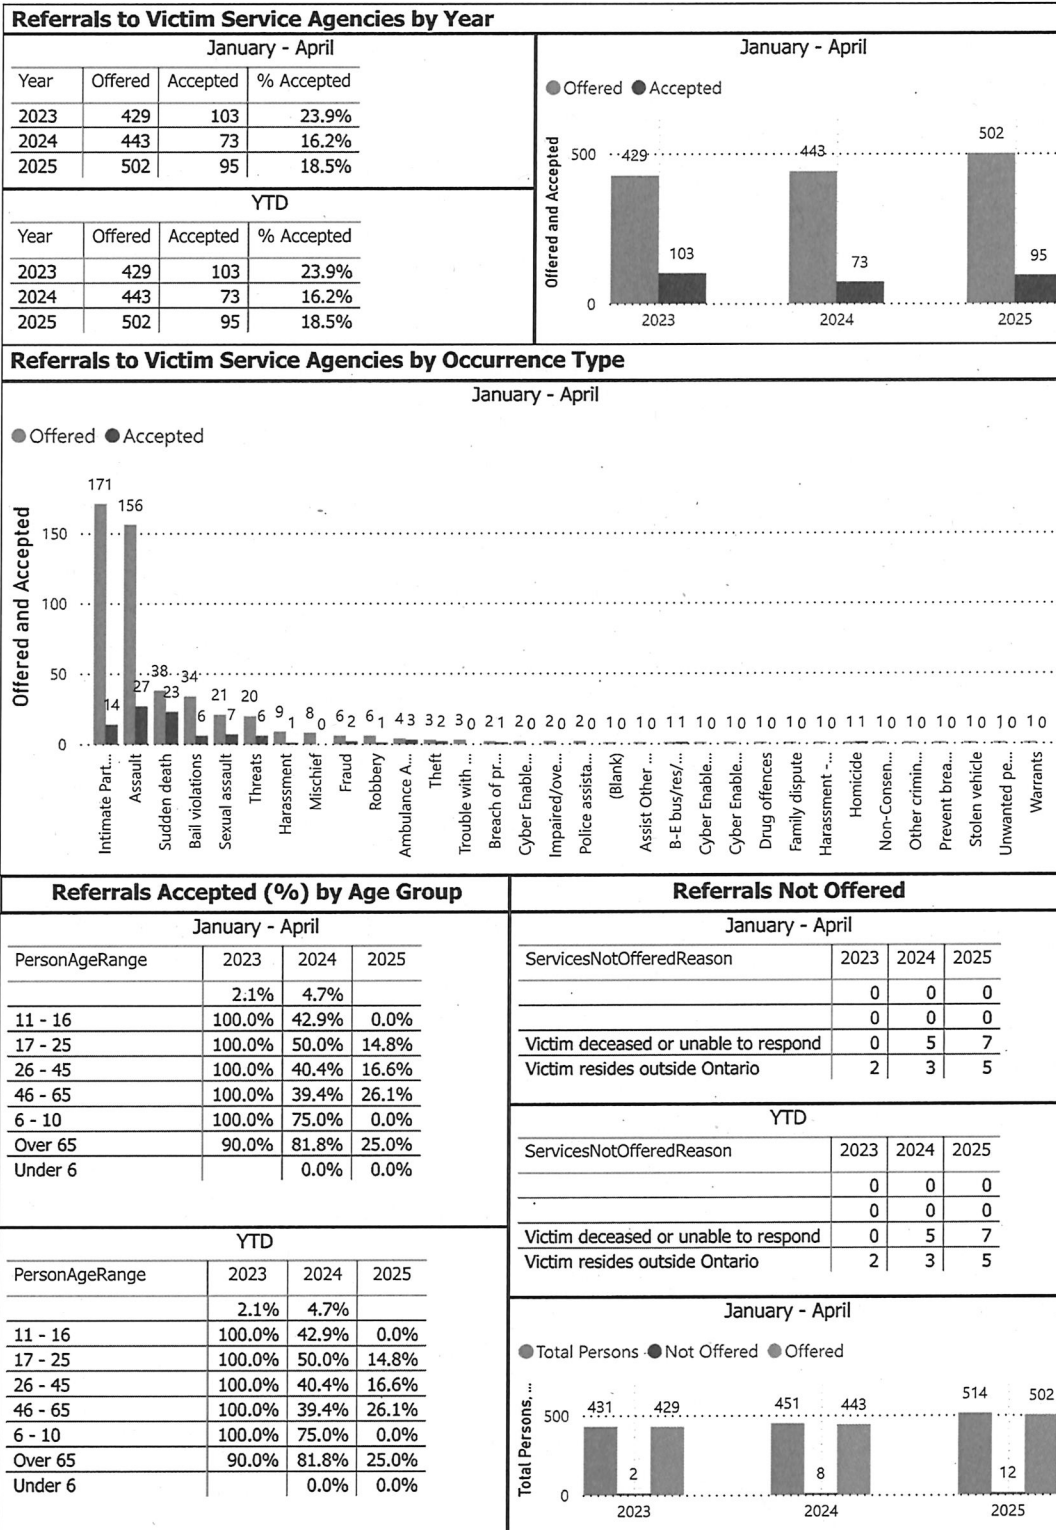 Referrals to Victim Service Agencies by Year
January - April
Year Offered Accepted % Accepted
2023 429 103 23.9%
2024 443 73 16.2%
2025 502 95 18.5%
YTD
Year Offered Accepted % Accepted
2023 429 103 23.9%
2024 443 73 16.2%
2025 502 95 18.5%
January - April
Offered Accepted
Offered and Accepted
500
0
429 103
443 73
502 95
2023 2024 2025
Referrals to Victim Service Agencies by Occurrence Type
January - April
Offered Accepted
Offered and Accepted
150
100
50
0
171 14
156 27
38 23
34 6
21 7
20 6
9 1
8 0
6 2
6 1
4 3
3 2
3 0
2 1
2 0
2 0
2 0
1 0
1 0
1 1
1 0
1 0
1 0
1 0
1 0
1 1
1 0
1 0
1 0
1 0
1 0
1 0
Intimate Part...
Assault
Sudden death
Bail violations
Sexual assault
Threats
Harassment
Mischief
Fraud
Robbery
Ambulance A...
Theft
Trouble with ...
Breach of pr...
Cyber Enable...
Impaired/ove...
Police assista...
(Blank)
Assist Other ...
B-E bus/res/...
Cyber Enable...
Cyber Enable...
Drug offences
Family dispute
Harassment -...
Homicide
Non-Consen...
Other crimin...
Prevent brea...
Stolen vehicle
Unwanted pe...
Warrants
Referrals Accepted (%) by Age Group
January - April
PersonAgeRange 2023 2024 2025
2.1% 4.7%
11 - 16 100.0% 42.9% 0.0%
17 - 25 100.0% 50.0% 14.8%
26 - 45 100.0% 40.4% 16.6%
46 - 65 100.0% 39.4% 26.1%
6 - 10 100.0% 75.0% 0.0%
Over 65 90.0% 81.8% 25.0%
Under 6 0.0% 0.0%
YTD
PersonAgeRange 2023 2024 2025
2.1% 4.7%
11 - 16 100.0% 42.9% 0.0%
17 - 25 100.0% 50.0% 14.8%
26 - 45 100.0% 40.4% 16.6%
46 - 65 100.0% 39.4% 26.1%
6 - 10 100.0% 75.0% 0.0%
Over 65 90.0% 81.8% 25.0%
Under 6 0.0% 0.0%
Referrals Not Offered
January - April
ServicesNotOfferedReason 2023 2024 2025
0 0 0
0 0 0
Victim deceased or unable to respond 0 5 7
Victim resides outside Ontario 2 3 5
YTD
ServicesNotOfferedReason 2023 2024 2025
0 0 0
0 0 0
Victim deceased or unable to respond 0 5 7
Victim resides outside Ontario 2 3 5
January - April
Total Persons Not Offered Offered
Total Persons, ...
500
0
431 2 429
451 8 443
514 12 502
2023 2024 2025